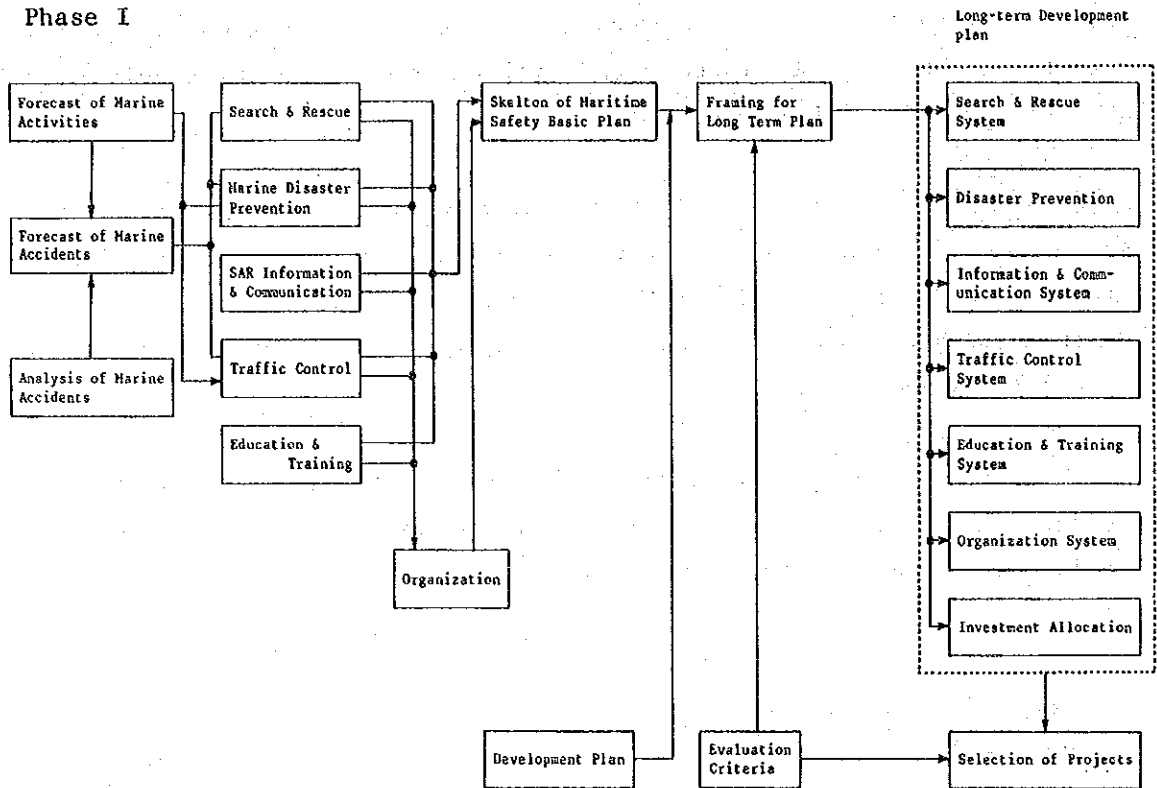 Phase I
Long-term Development
plan
Forecast of Marine
Activities
Forecast of Marine
Accidents
Analysis of Marine
Accidents
Search & Rescue
Marine Disaster
Prevention
SAR Information
& Communication
Traffic Control
Education &
Training
Organization
Skelton of Maritime
Safety Basic Plan
Development Plan
Framing for
Long Term Plan
Evaluation
Criteria
Search & Rescue
System
Disaster Prevention
Information & Comm-
unication System
Traffic Control
System
Education & Training
System
Organization System
Investment Allocation
Selection of Projects